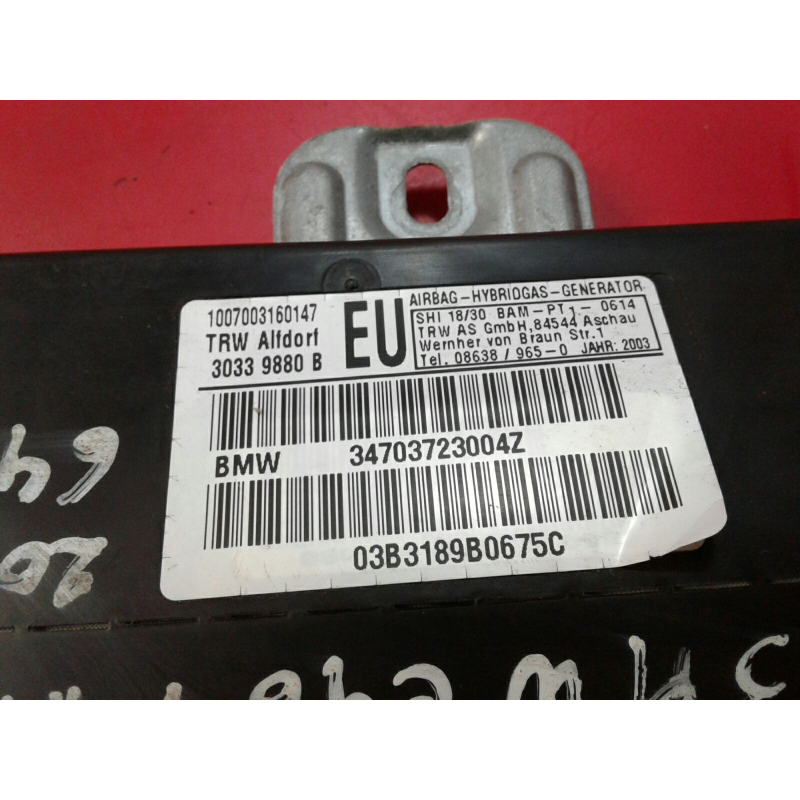 1007003160147
TRW Alfdorf
3033 9880 B
EU
AIRBAG-HYBRIDGAS-GENERATOR
SHI 18/30 BAM-PT1-0614
TRW AS GmbH, 84544 Aschau
Wernher von Braun Str.1
Tel. 08638 / 965-0 JAHR: 2003
BMW 34703723004Z
03B3189B0675C